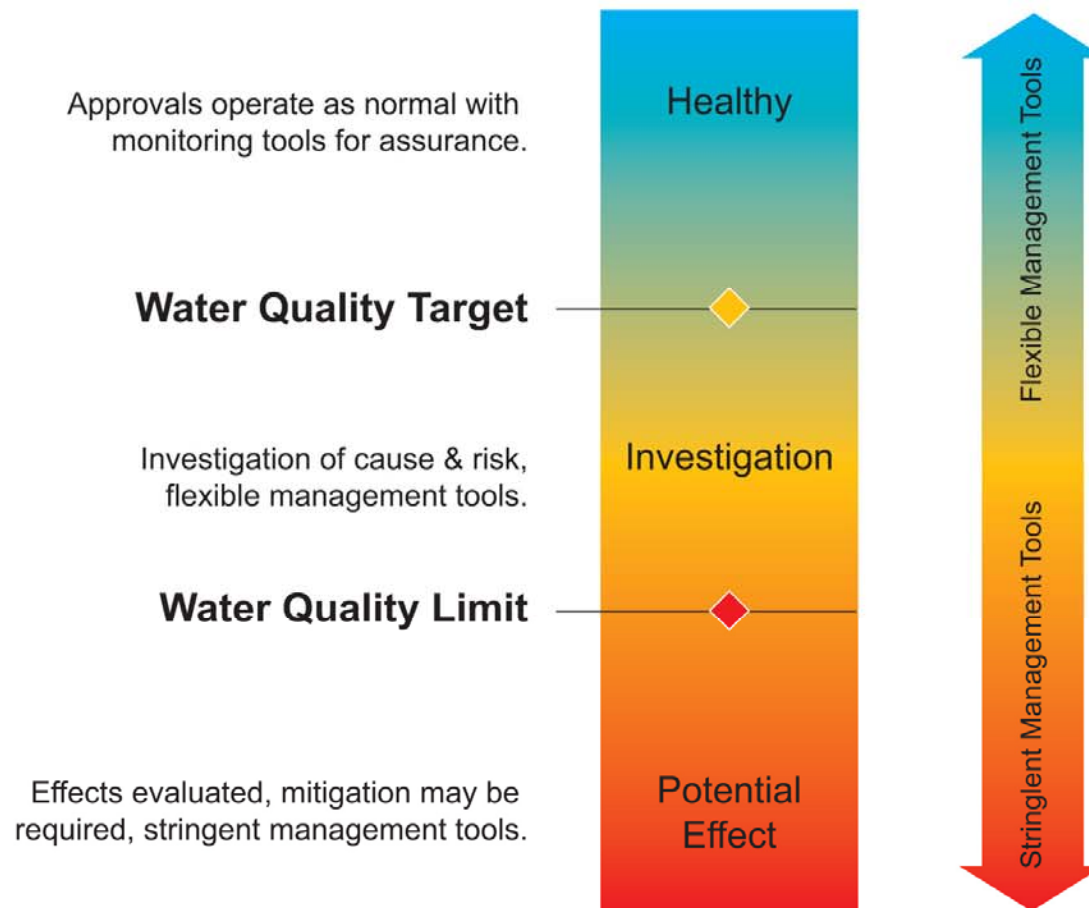 Approvals operate as normal with
monitoring tools for assurance.
Healthy
Water Quality Target
Investigation of cause & risk,
flexible management tools.
Investigation
Water Quality Limit
Effects evaluated, mitigation may be
required, stringent management tools.
Potential
Effect
Flexible Management Tools
Stringlent Management Tools